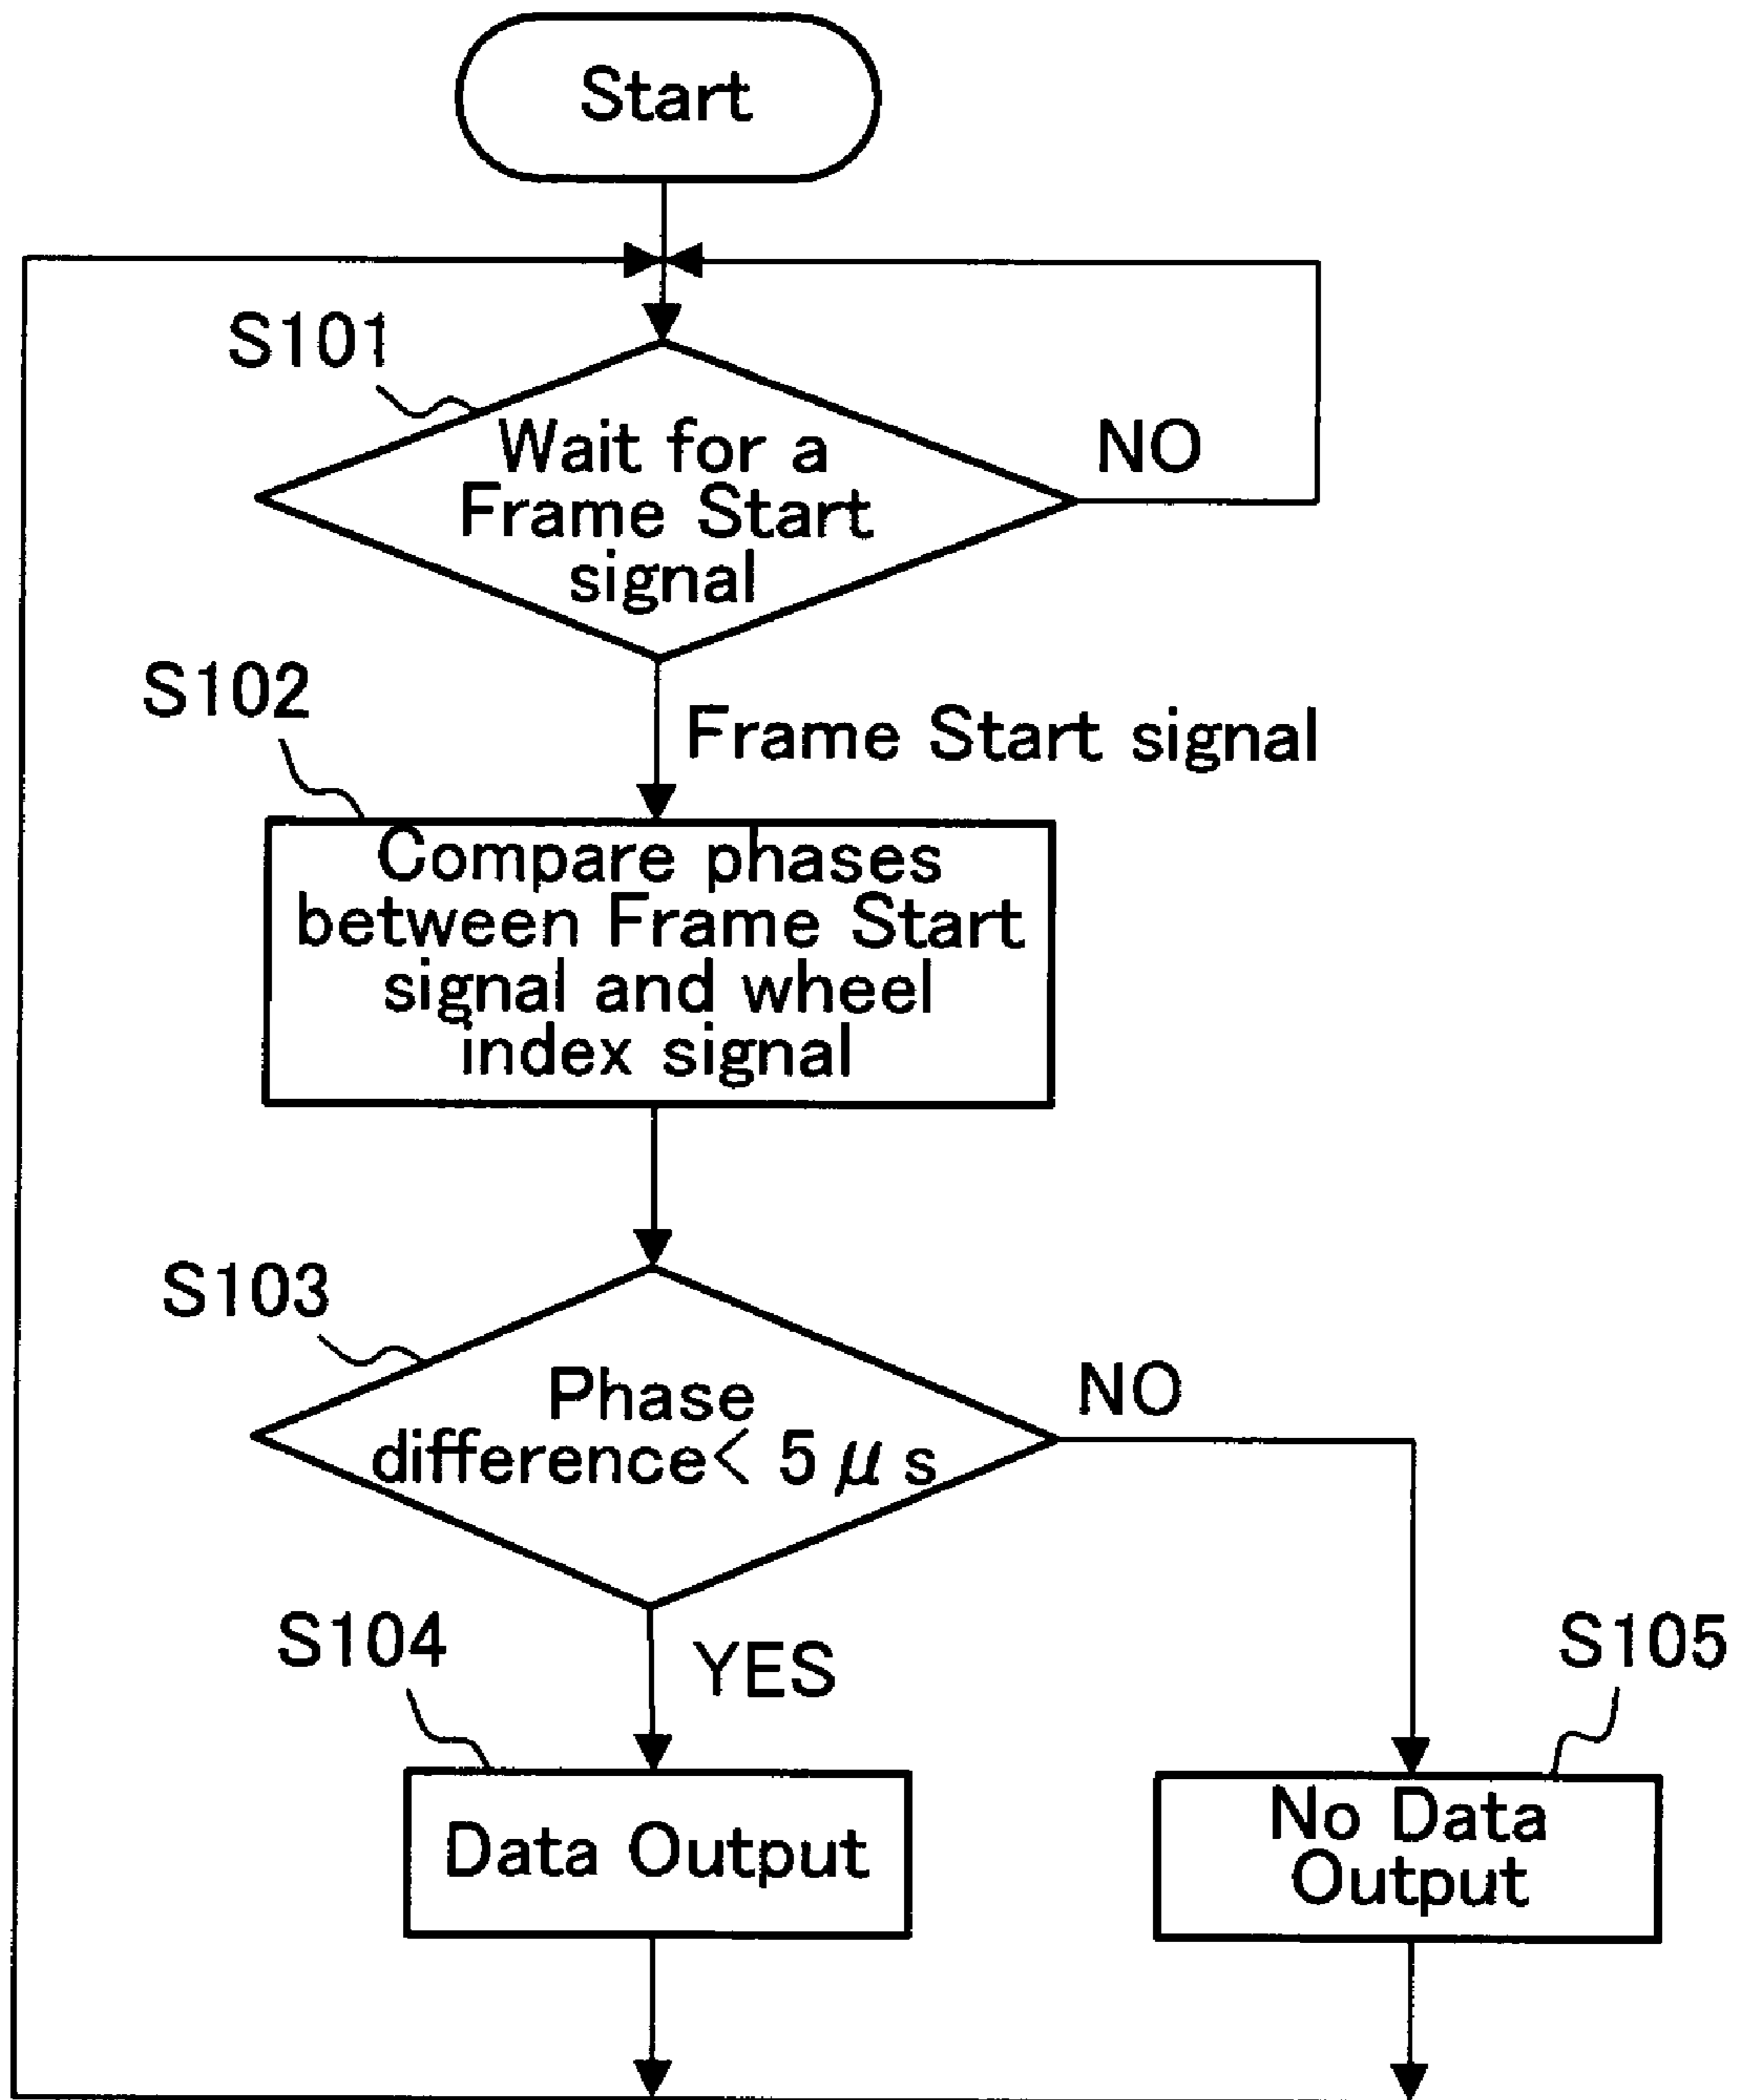 Start
S101
Wait for a
Frame Start
signal
NO
S102
Frame Start signal
Compare phases
between Frame Start
signal and wheel
index signal
S103
Phase
difference< 5 μ s
NO
S104
YES
S105
Data Output
No Data
Output